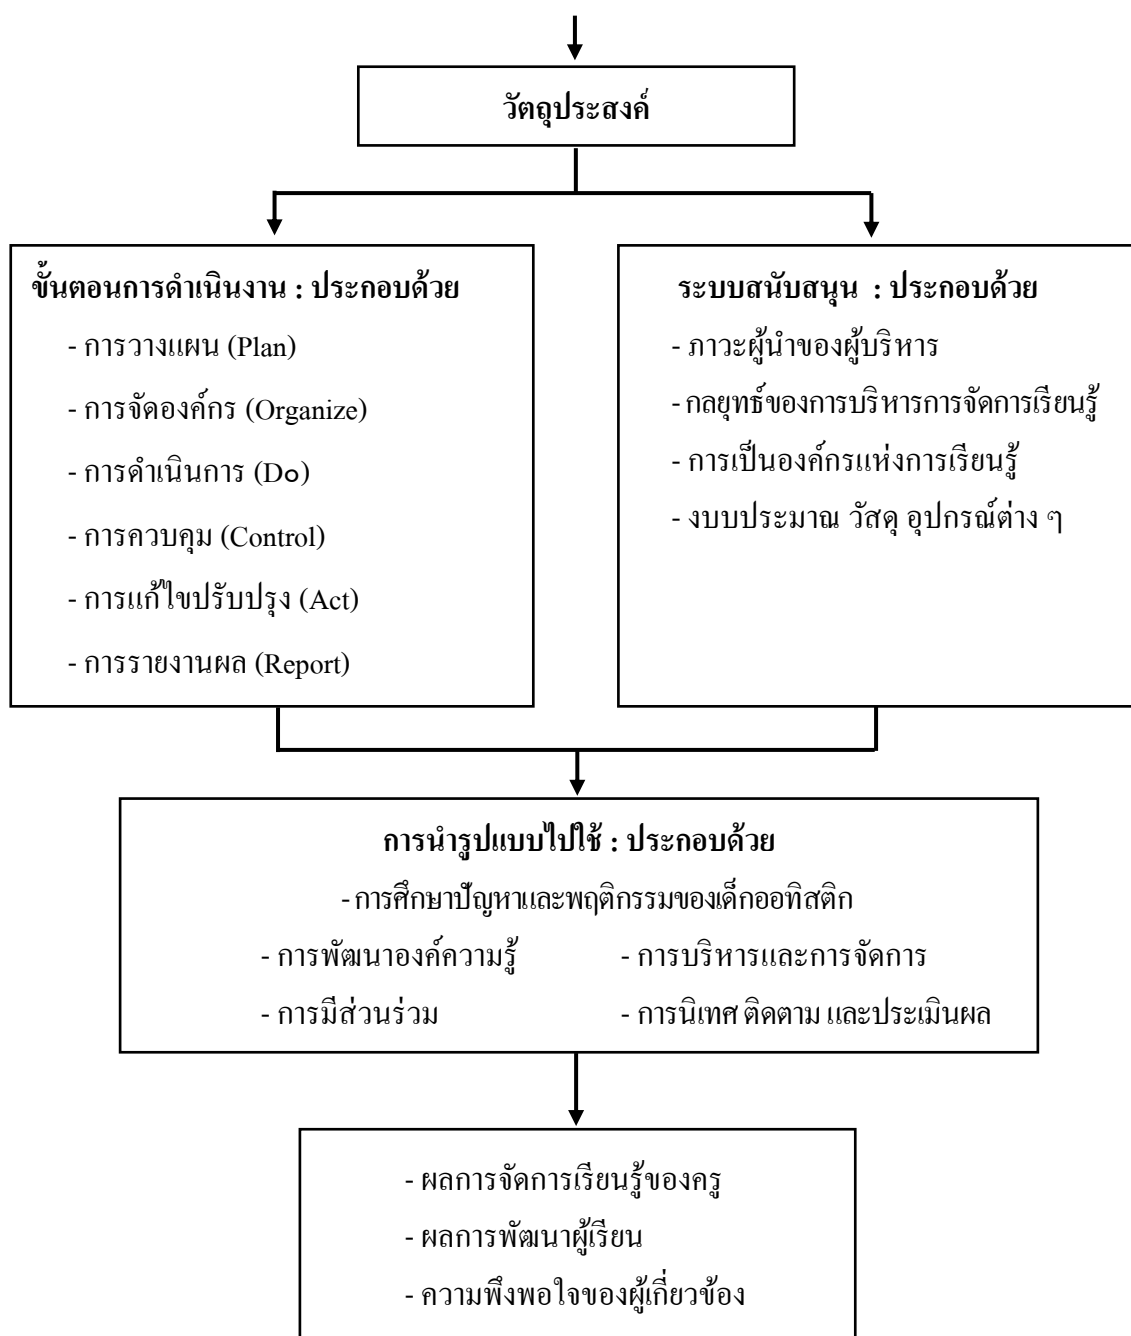 วัตถุประสงค์
ขั้นตอนการดำเนินงาน : ประกอบด้วย
- การวางแผน (Plan)
- การจัดองค์กร (Organize)
- การดำเนินการ (Do)
- การควบคุม (Control)
- การแก้ไขปรับปรุง (Act)
- การรายงานผล (Report)
ระบบสนับสนุน : ประกอบด้วย
- ภาวะผู้นำของผู้บริหาร
- กลยุทธ์ของการบริหารการจัดการเรียนรู้
- การเป็นองค์กรแห่งการเรียนรู้
- งบบประมาณ วัสดุ อุปกรณ์ต่าง ๆ
การนำรูปแบบไปใช้ : ประกอบด้วย
- การศึกษาปัญหาและพฤติกรรมของเด็กออทิสติก
- การพัฒนาองค์ความรู้ - การบริหารและการจัดการ
- การมีส่วนร่วม - การนิเทศ ติดตาม และประเมินผล
- ผลการจัดการเรียนรู้ของครู
- ผลการพัฒนาผู้เรียน
- ความพึงพอใจของผู้เกี่ยวข้อง